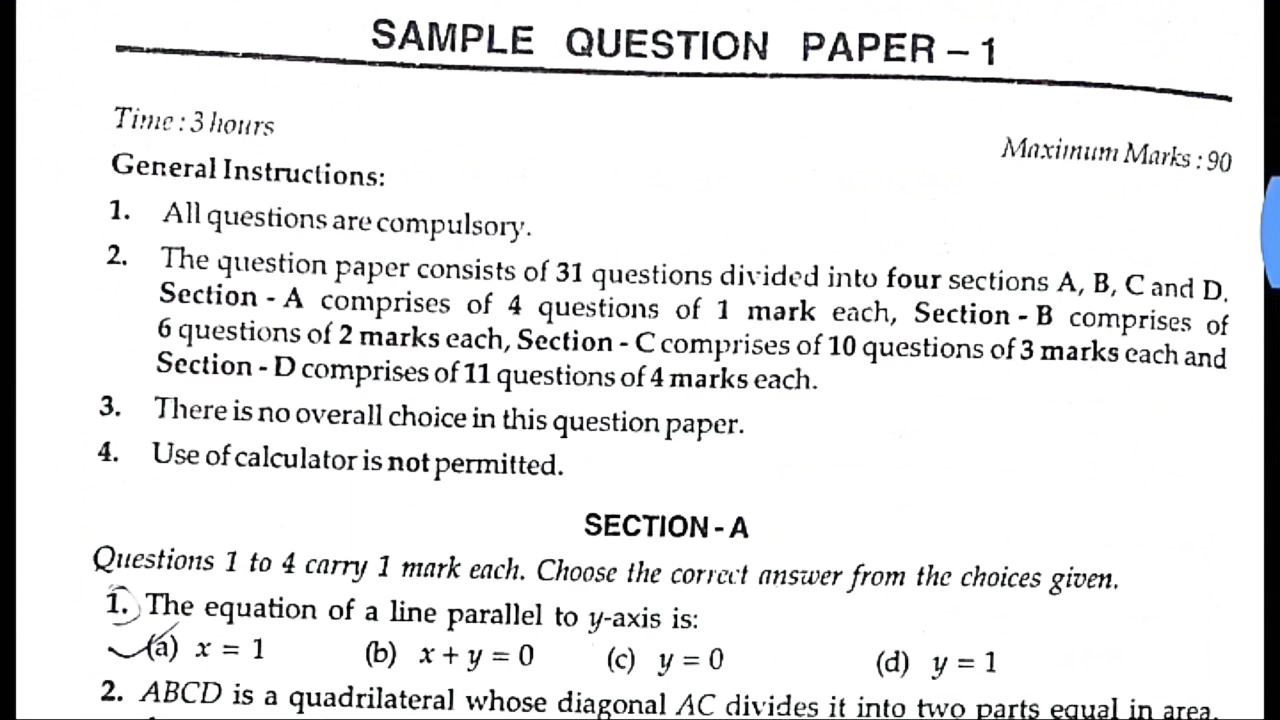 SAMPLE QUESTION PAPER – 1
Time : 3 hours
Maximum Marks : 90
General Instructions:
1. All questions are compulsory.
2. The question paper consists of 31 questions divided into four sections A, B, C and D.
Section - A comprises of 4 questions of 1 mark each, Section - B comprises of
6 questions of 2 marks each, Section - C comprises of 10 questions of 3 marks each and
Section - D comprises of 11 questions of 4 marks each.
3. There is no overall choice in this question paper.
4. Use of calculator is not permitted.
SECTION - A
Questions 1 to 4 carry 1 mark each. Choose the correct answer from the choices given.
1. The equation of a line parallel to y-axis is:
(a) x = 1 (b) x + y = 0 (c) y = 0 (d) y = 1
2. ABCD is a quadrilateral whose diagonal AC divides it into two parts equal in area.